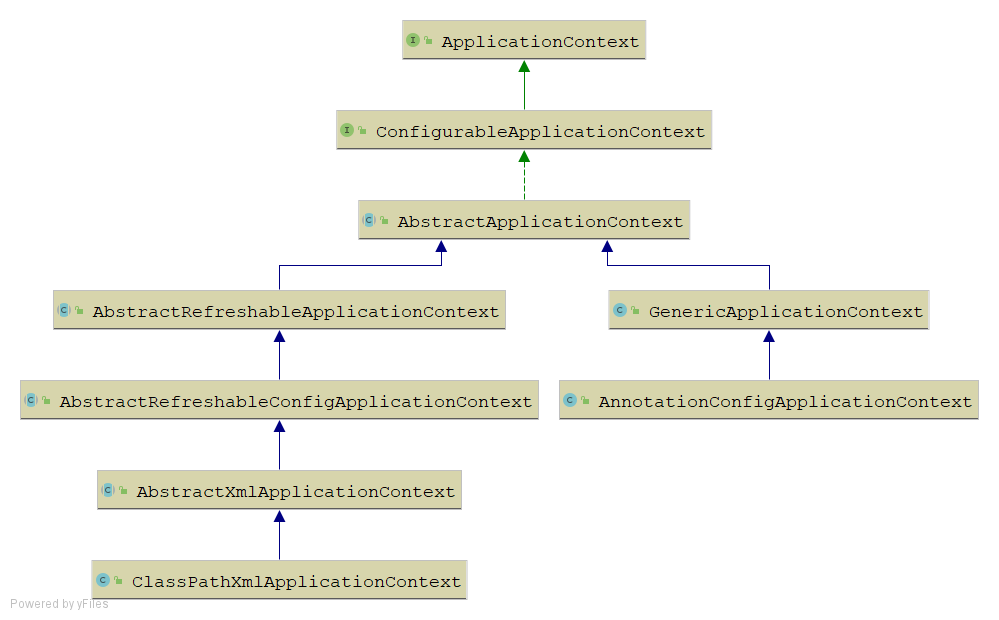 I ApplicationContext
I ConfigurableApplicationContext
C AbstractApplicationContext
C AbstractRefreshableApplicationContext
C GenericApplicationContext
C AbstractRefreshableConfigApplicationContext
C AnnotationConfigApplicationContext
C AbstractXmlApplicationContext
C ClassPathXmlApplicationContext
Powered by yFiles